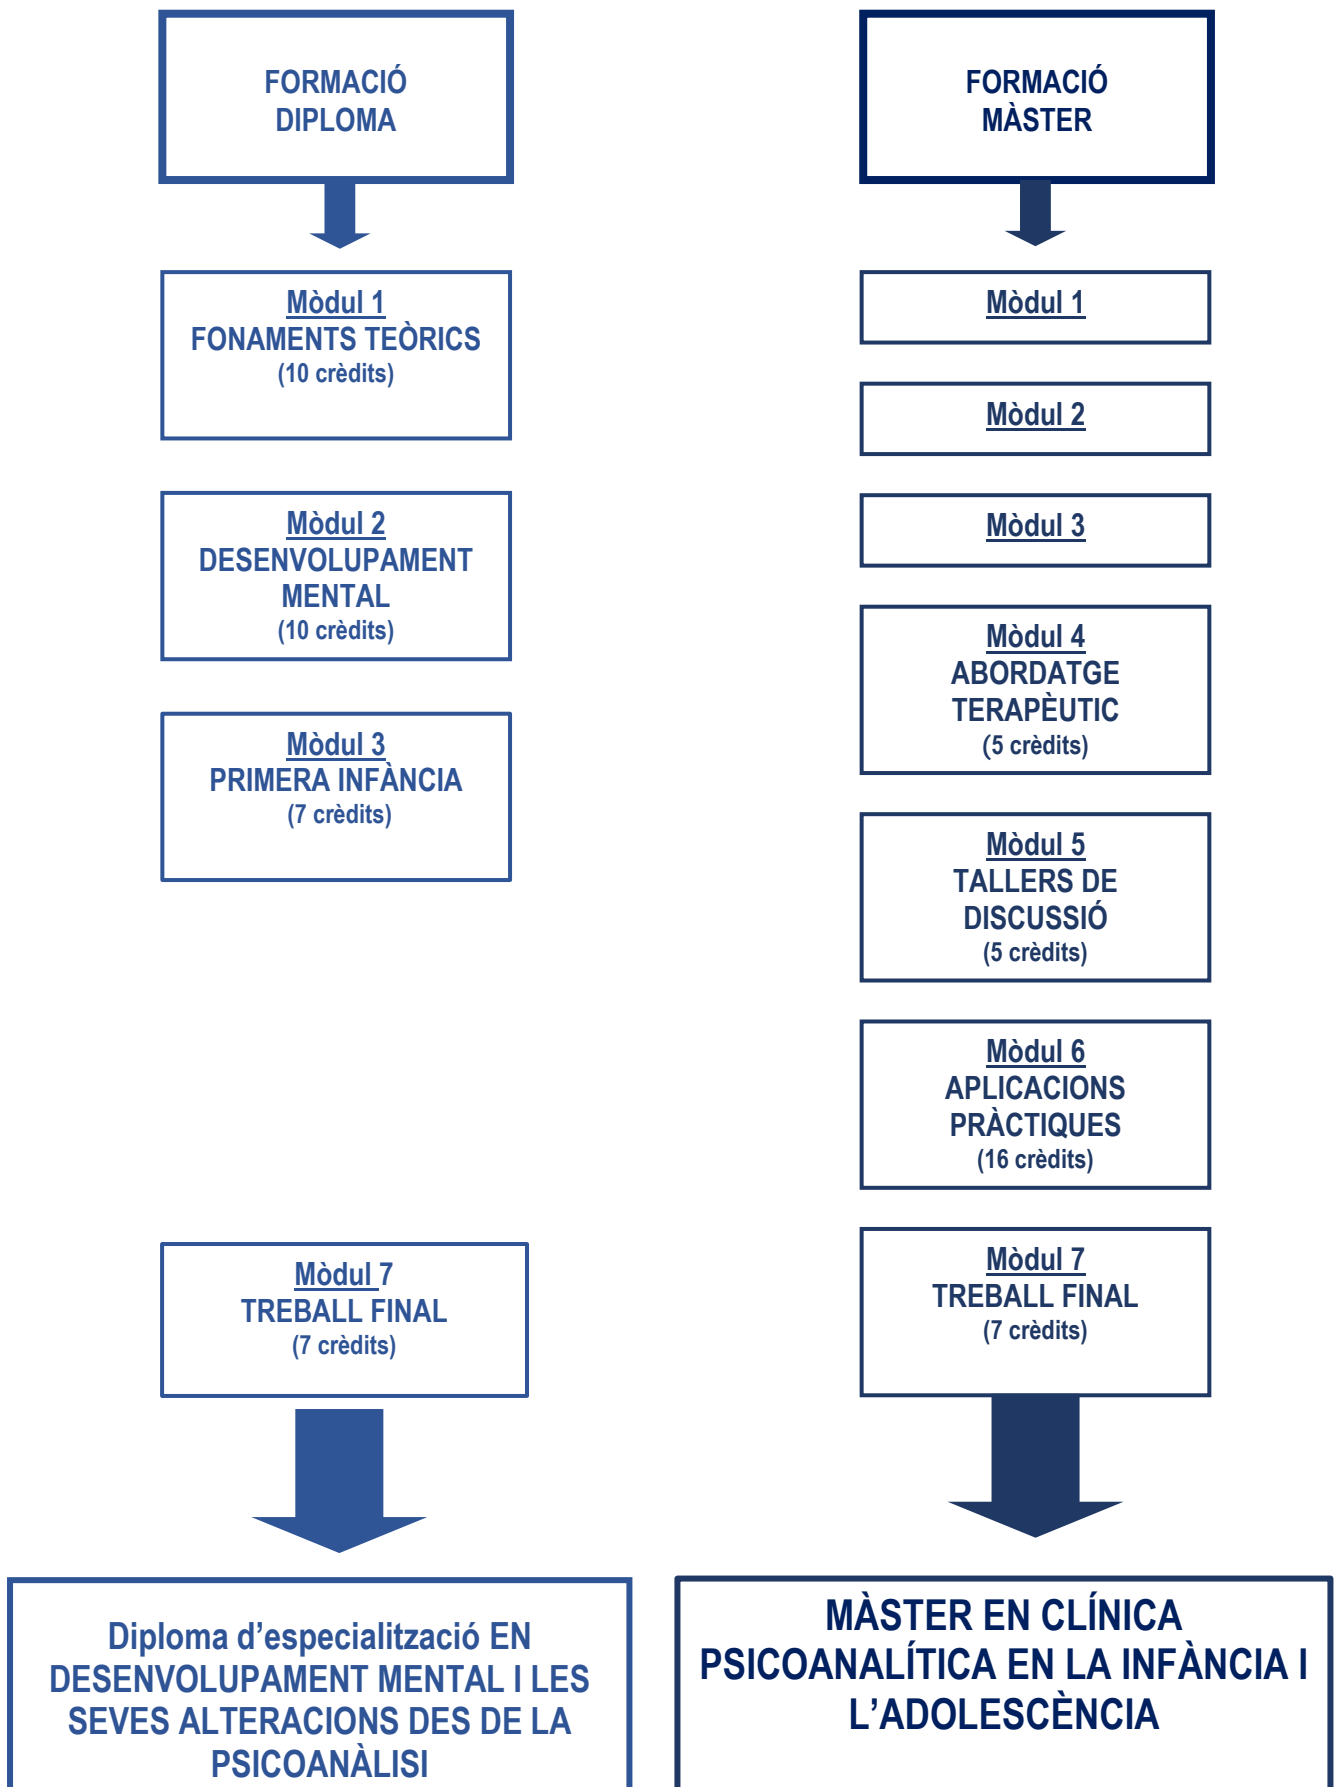 FORMACIÓ
DIPLOMA
Mòdul 1
FONAMENTS TEÒRICS
(10 crèdits)
Mòdul 2
DESENVOLUPAMENT
MENTAL
(10 crèdits)
Mòdul 3
PRIMERA INFÀNCIA
(7 crèdits)
Mòdul 7
TREBALL FINAL
(7 crèdits)
Diploma d’especialització EN
DESENVOLUPAMENT MENTAL I LES
SEVES ALTERACIONS DES DE LA
PSICOANÀLISI
FORMACIÓ
MÀSTER
Mòdul 1
Mòdul 2
Mòdul 3
Mòdul 4
ABORDATGE
TERAPÈUTIC
(5 crèdits)
Mòdul 5
TALLERS DE
DISCUSSIÓ
(5 crèdits)
Mòdul 6
APLICACIONS
PRÀCTIQUES
(16 crèdits)
Mòdul 7
TREBALL FINAL
(7 crèdits)
MÀSTER EN CLÍNICA
PSICOANALÍTICA EN LA INFÀNCIA I
L’ADOLESCÈNCIA